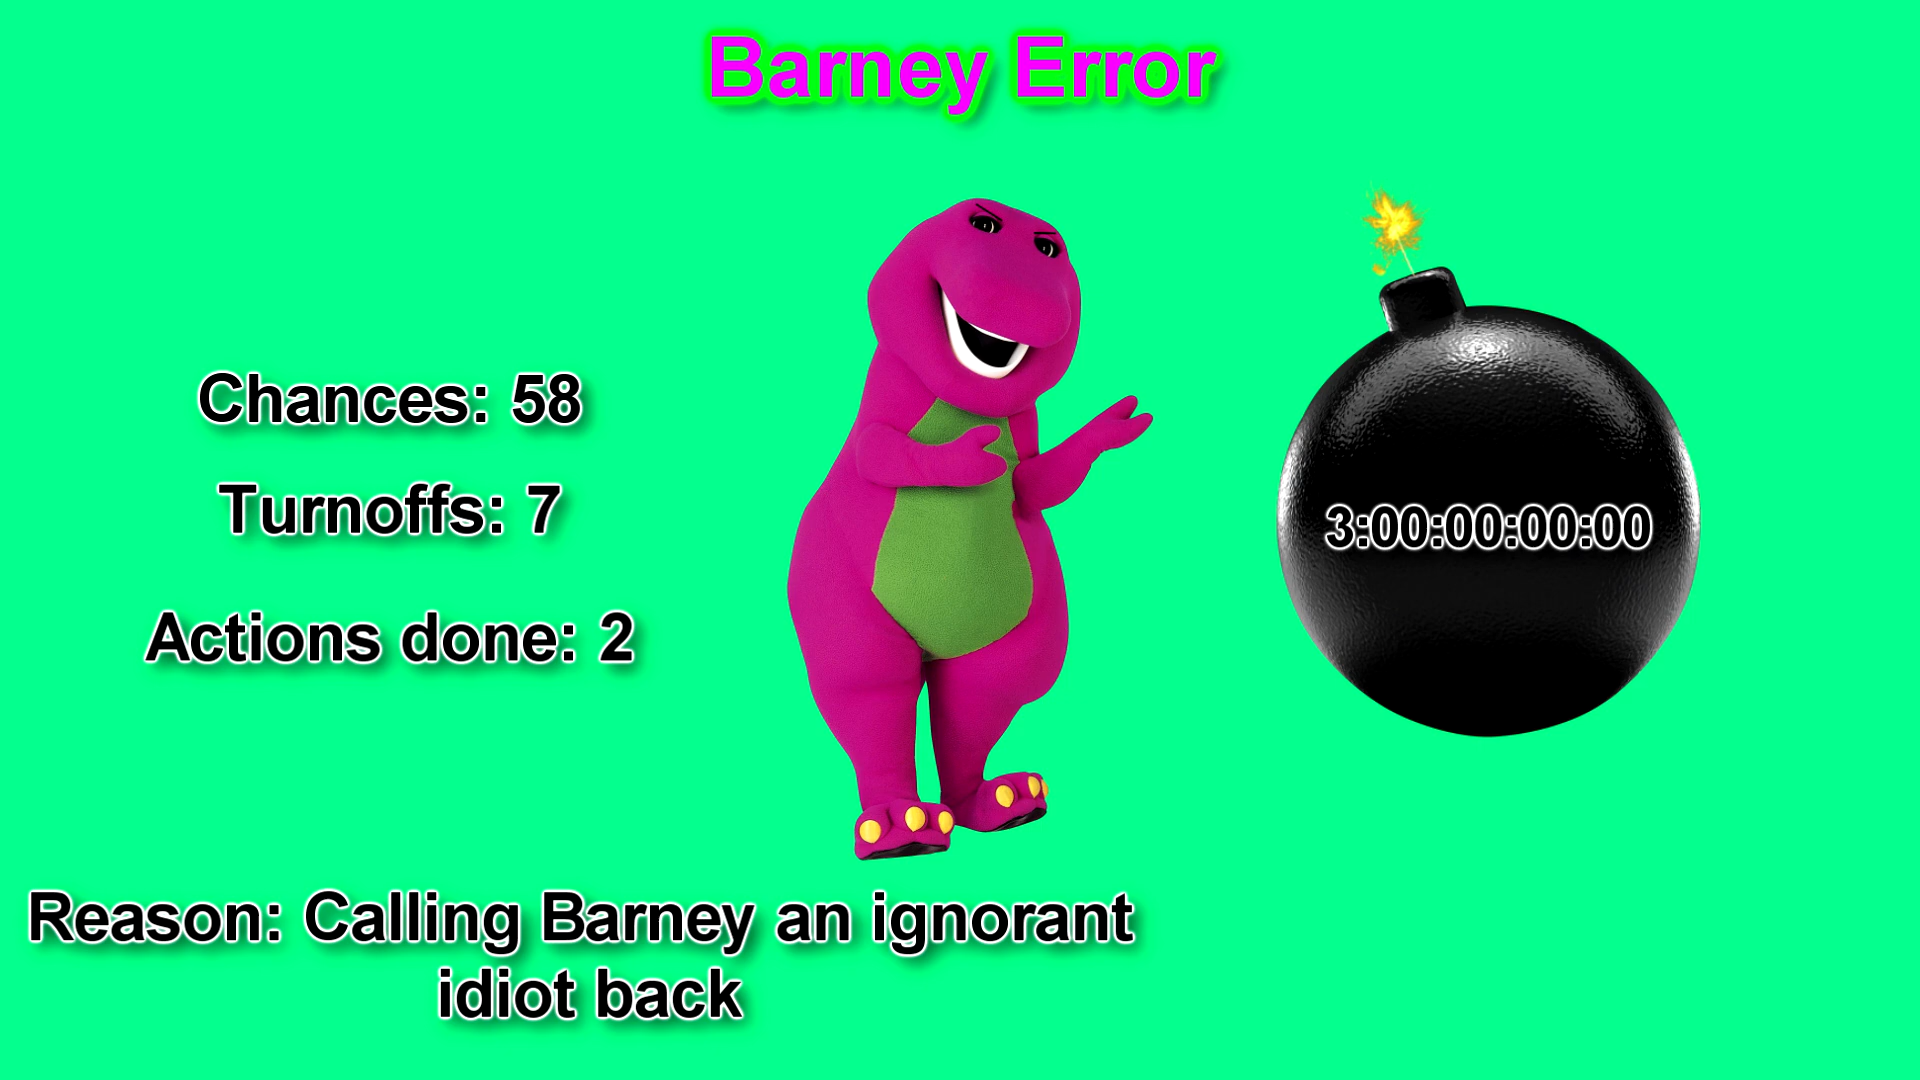 Barney Error
Chances: 58
Turnoffs: 7
Actions done: 2
3:00:00:00:00
Reason: Calling Barney an ignorant
idiot back